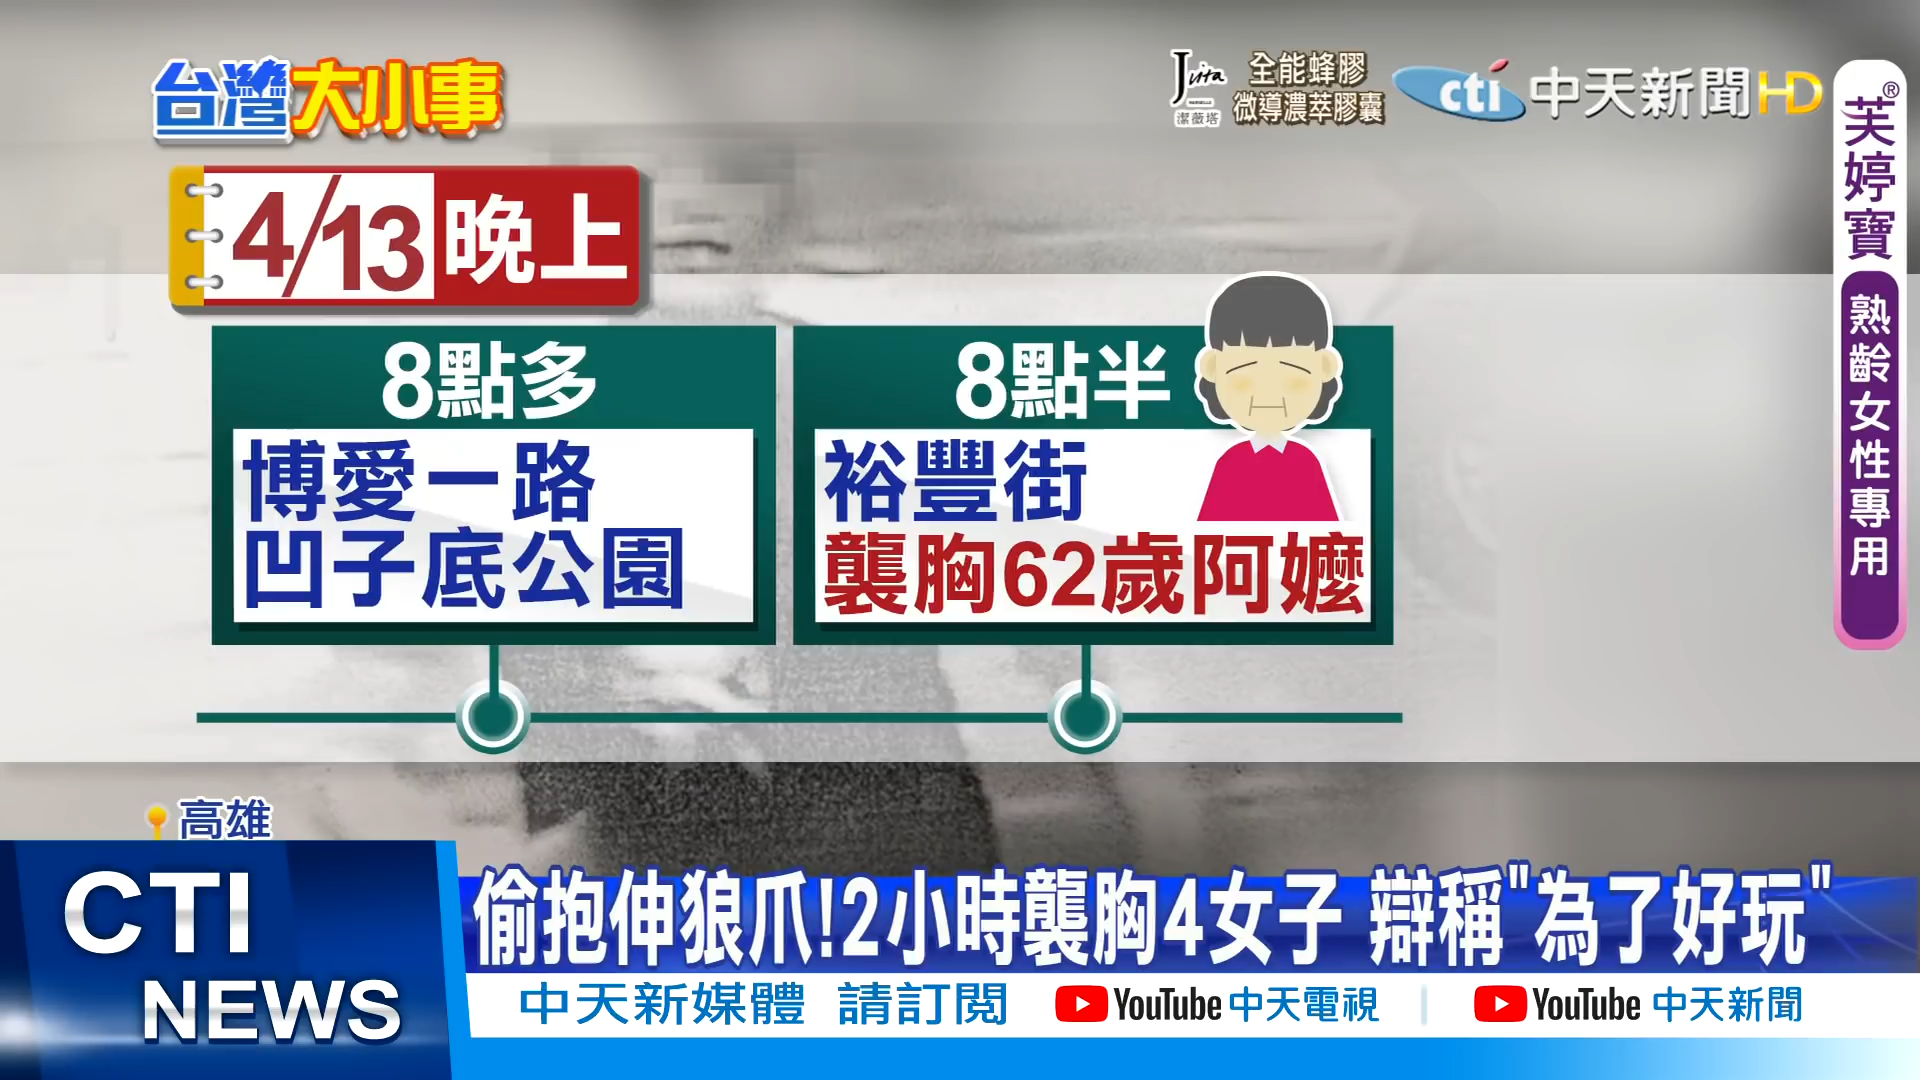 台灣大小事
Jvita
潔薇塔
全能蜂膠
微導濃萃膠囊
cti 中天新聞HD
芙婷寶®
熟齡女性專用
4/13晚上
8點多
博愛一路
凹子底公園
8點半
裕豐街
襲胸62歲阿嬤
高雄
CTI NEWS
偷抱伸狼爪!2小時襲胸4女子 辯稱"為了好玩"
中天新媒體 請訂閱 YouTube 中天電視 | YouTube 中天新聞